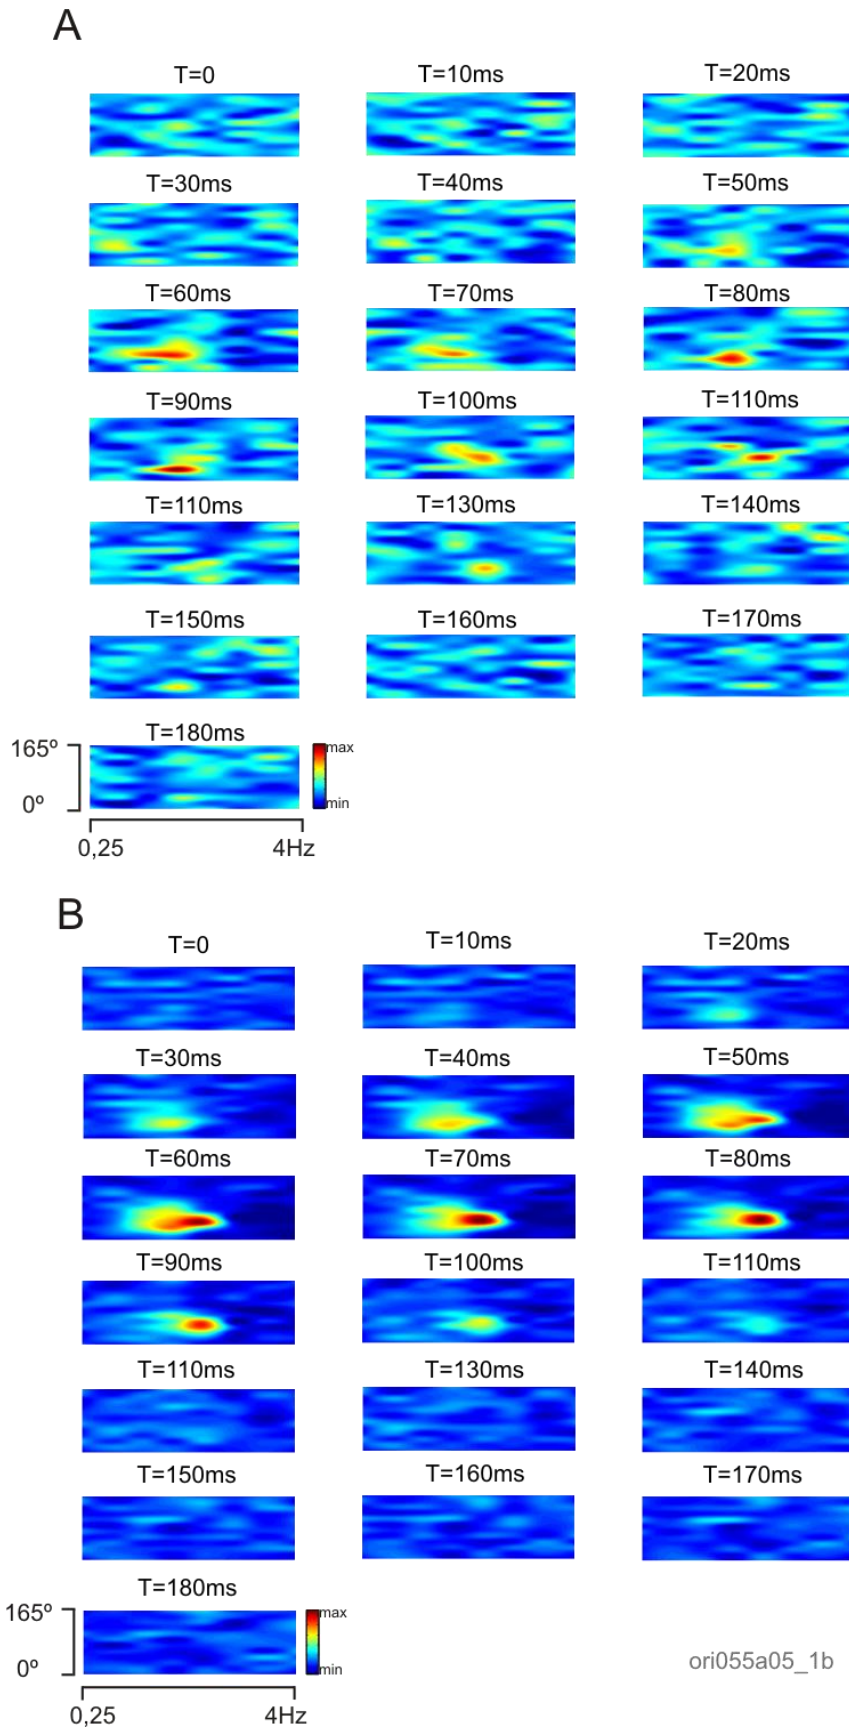 A
T=0 T=10ms T=20ms
T=30ms T=40ms T=50ms
T=60ms T=70ms T=80ms
T=90ms T=100ms T=110ms
T=110ms T=130ms T=140ms
T=150ms T=160ms T=170ms
T=180ms
165º max
0º min
0,25 4Hz
B
T=0 T=10ms T=20ms
T=30ms T=40ms T=50ms
T=60ms T=70ms T=80ms
T=90ms T=100ms T=110ms
T=110ms T=130ms T=140ms
T=150ms T=160ms T=170ms
T=180ms
165º max
0º min
ori055a05_1b
0,25 4Hz